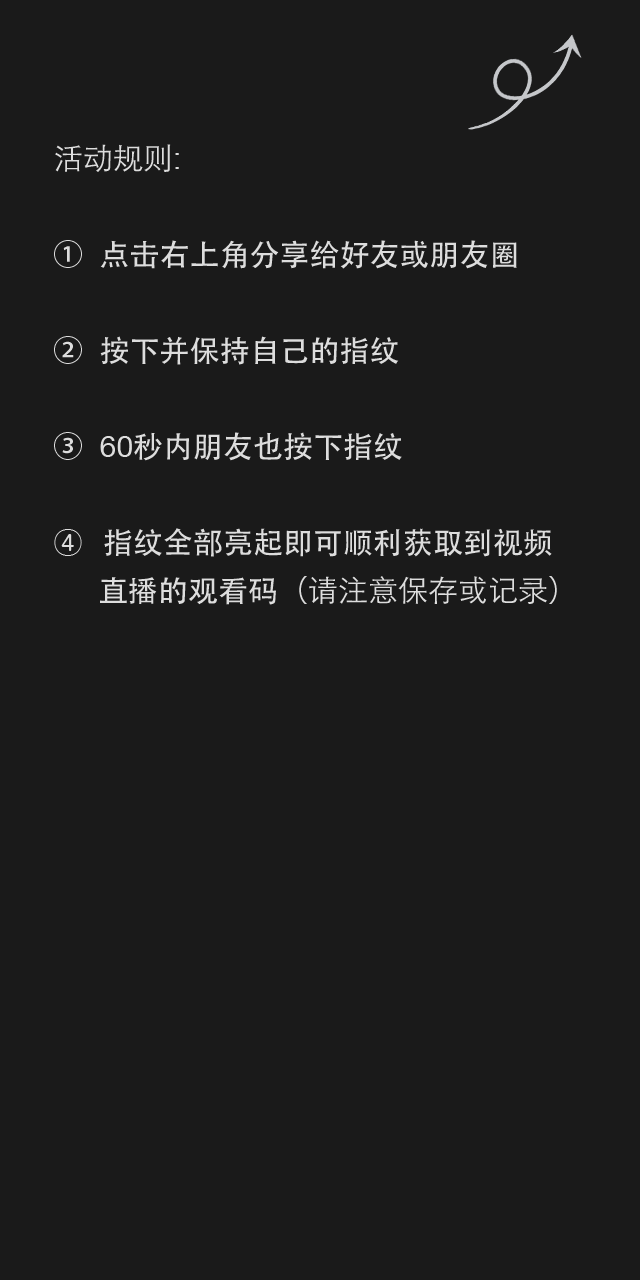 活动规则:
① 点击右上角分享给好友或朋友圈
② 按下并保持自己的指纹
③ 60秒内朋友也按下指纹
④ 指纹全部亮起即可顺利获取到视频
直播的观看码（请注意保存或记录）